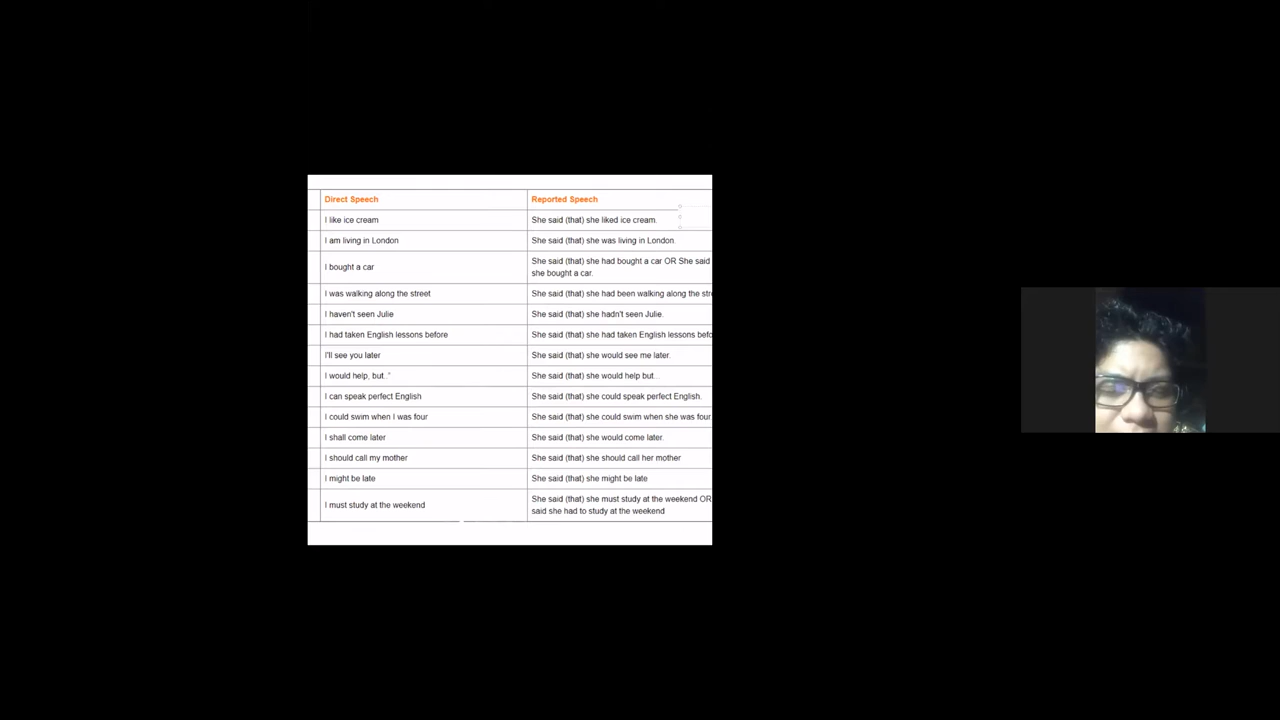 Direct Speech Reported Speech
I like ice cream She said (that) she liked ice cream.
I am living in London She said (that) she was living in London.
I bought a car She said (that) she had bought a car OR She said
she bought a car.
I was walking along the street She said (that) she had been walking along the
I haven't seen Julie She said (that) she hadn't seen Julie.
I had taken English lessons before She said (that) she had taken English lessons
I'll see you later She said (that) she would see me later.
I would help, but.." She said (that) she would help but...
I can speak perfect English She said (that) she could speak perfect English.
I could swim when I was four She said (that) she could swim when she was four.
I shall come later She said (that) she would come later.
I should call my mother She said (that) she should call her mother
I might be late She said (that) she might be late
I must study at the weekend She said (that) she must study at the weekend OR
said she had to study at the weekend